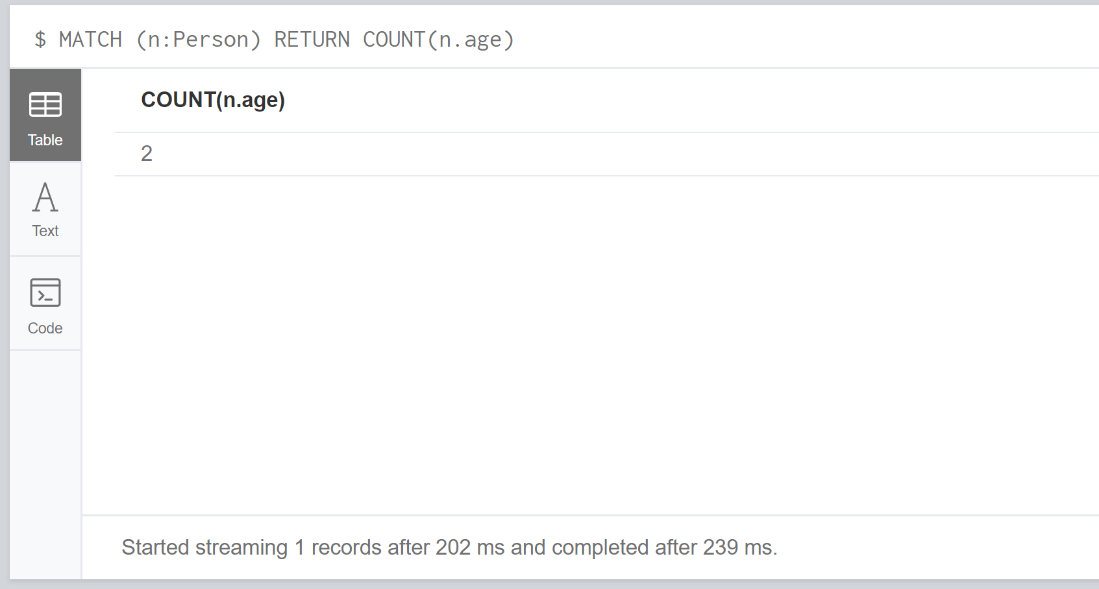 $ MATCH (n:Person) RETURN COUNT(n.age)
Table
COUNT(n.age)
2
Text
Code
Started streaming 1 records after 202 ms and completed after 239 ms.